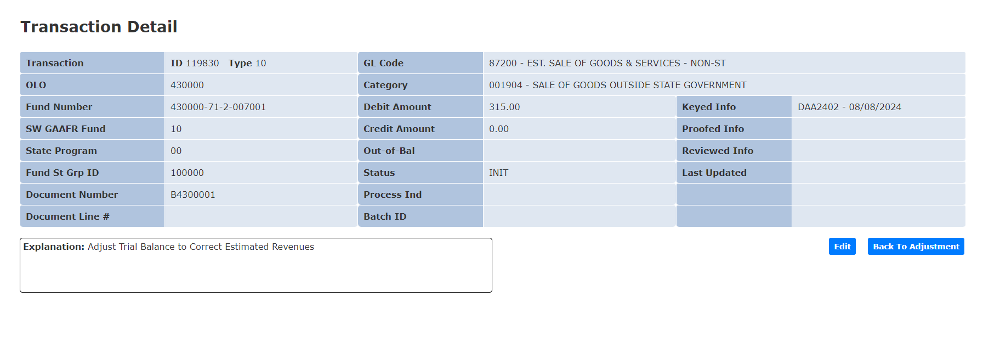 Transaction Detail
Transaction ID 119830 Type 10 GL Code 87200 - EST. SALE OF GOODS & SERVICES - NON-ST
OLO 430000 Category 001904 - SALE OF GOODS OUTSIDE STATE GOVERNMENT
Fund Number 430000-71-2-007001 Debit Amount 315.00 Keyed Info DAA2402 - 08/08/2024
SW GAAFR Fund 10 Credit Amount 0.00 Proofed Info
State Program 00 Out-of-Bal Reviewed Info
Fund St Grp ID 100000 Status INIT Last Updated
Document Number B4300001 Process Ind
Document Line # Batch ID
Explanation: Adjust Trial Balance to Correct Estimated Revenues
Edit Back To Adjustment